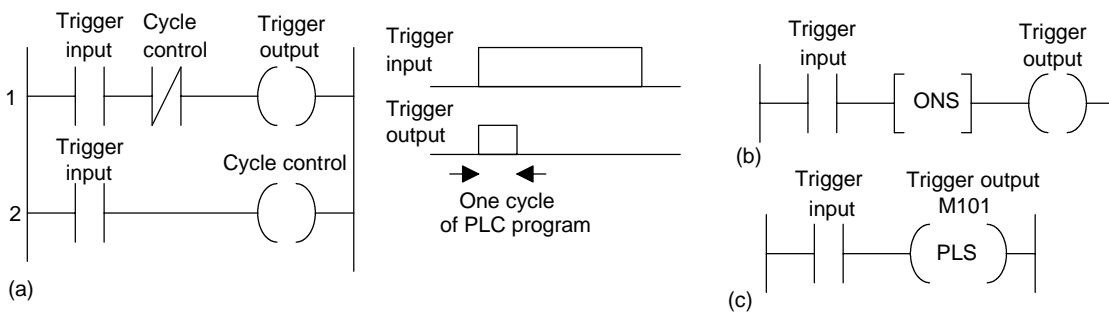 Trigger
input
Cycle
control
Trigger
output
1
Trigger
input
Cycle control
2
(a)
Trigger
input
Trigger
output
One cycle
of PLC program
Trigger
input
Trigger
output
ONS
(b)
Trigger
input
Trigger output
M101
PLS
(c)